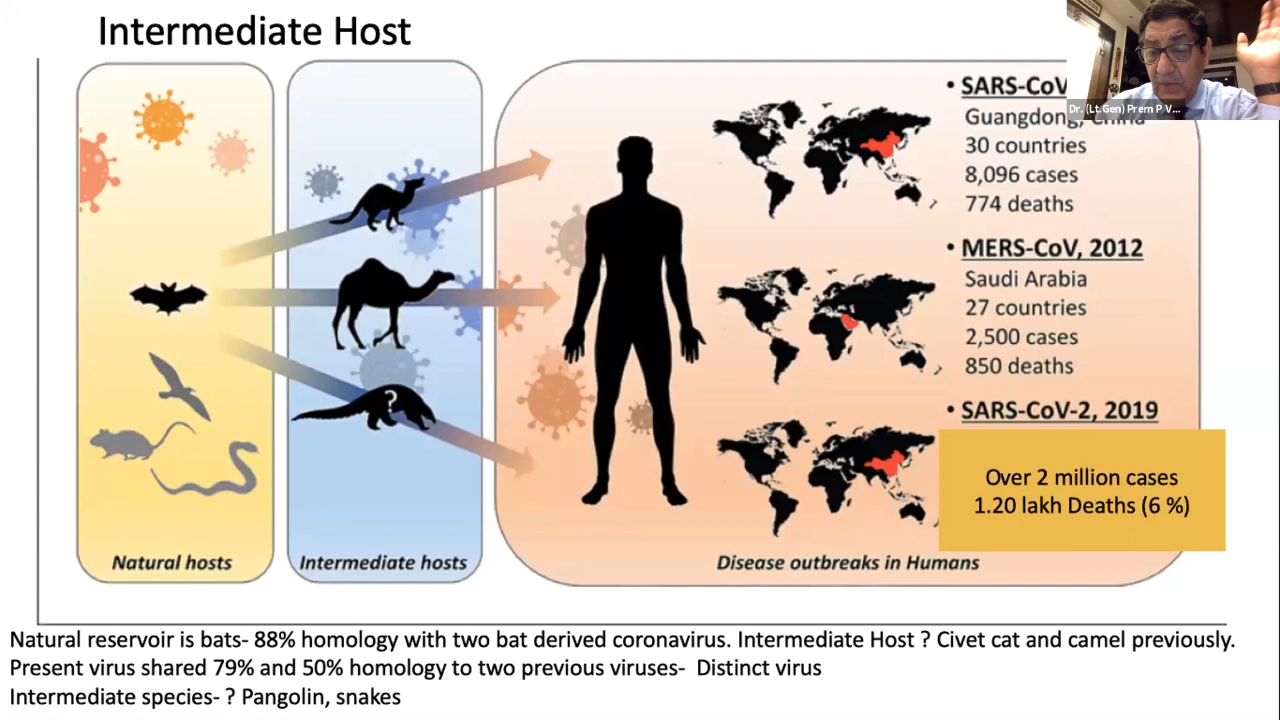 Intermediate Host
Dr. (Lt.Gen) Prem P V...
• SARS-CoV
Guangdong, China
30 countries
8,096 cases
774 deaths
• MERS-CoV, 2012
Saudi Arabia
27 countries
2,500 cases
850 deaths
?
• SARS-CoV-2, 2019
Over 2 million cases
1.20 lakh Deaths (6 %)
Natural hosts
Intermediate hosts
Disease outbreaks in Humans
Natural reservoir is bats- 88% homology with two bat derived coronavirus. Intermediate Host ? Civet cat and camel previously.
Present virus shared 79% and 50% homology to two previous viruses- Distinct virus
Intermediate species- ? Pangolin, snakes